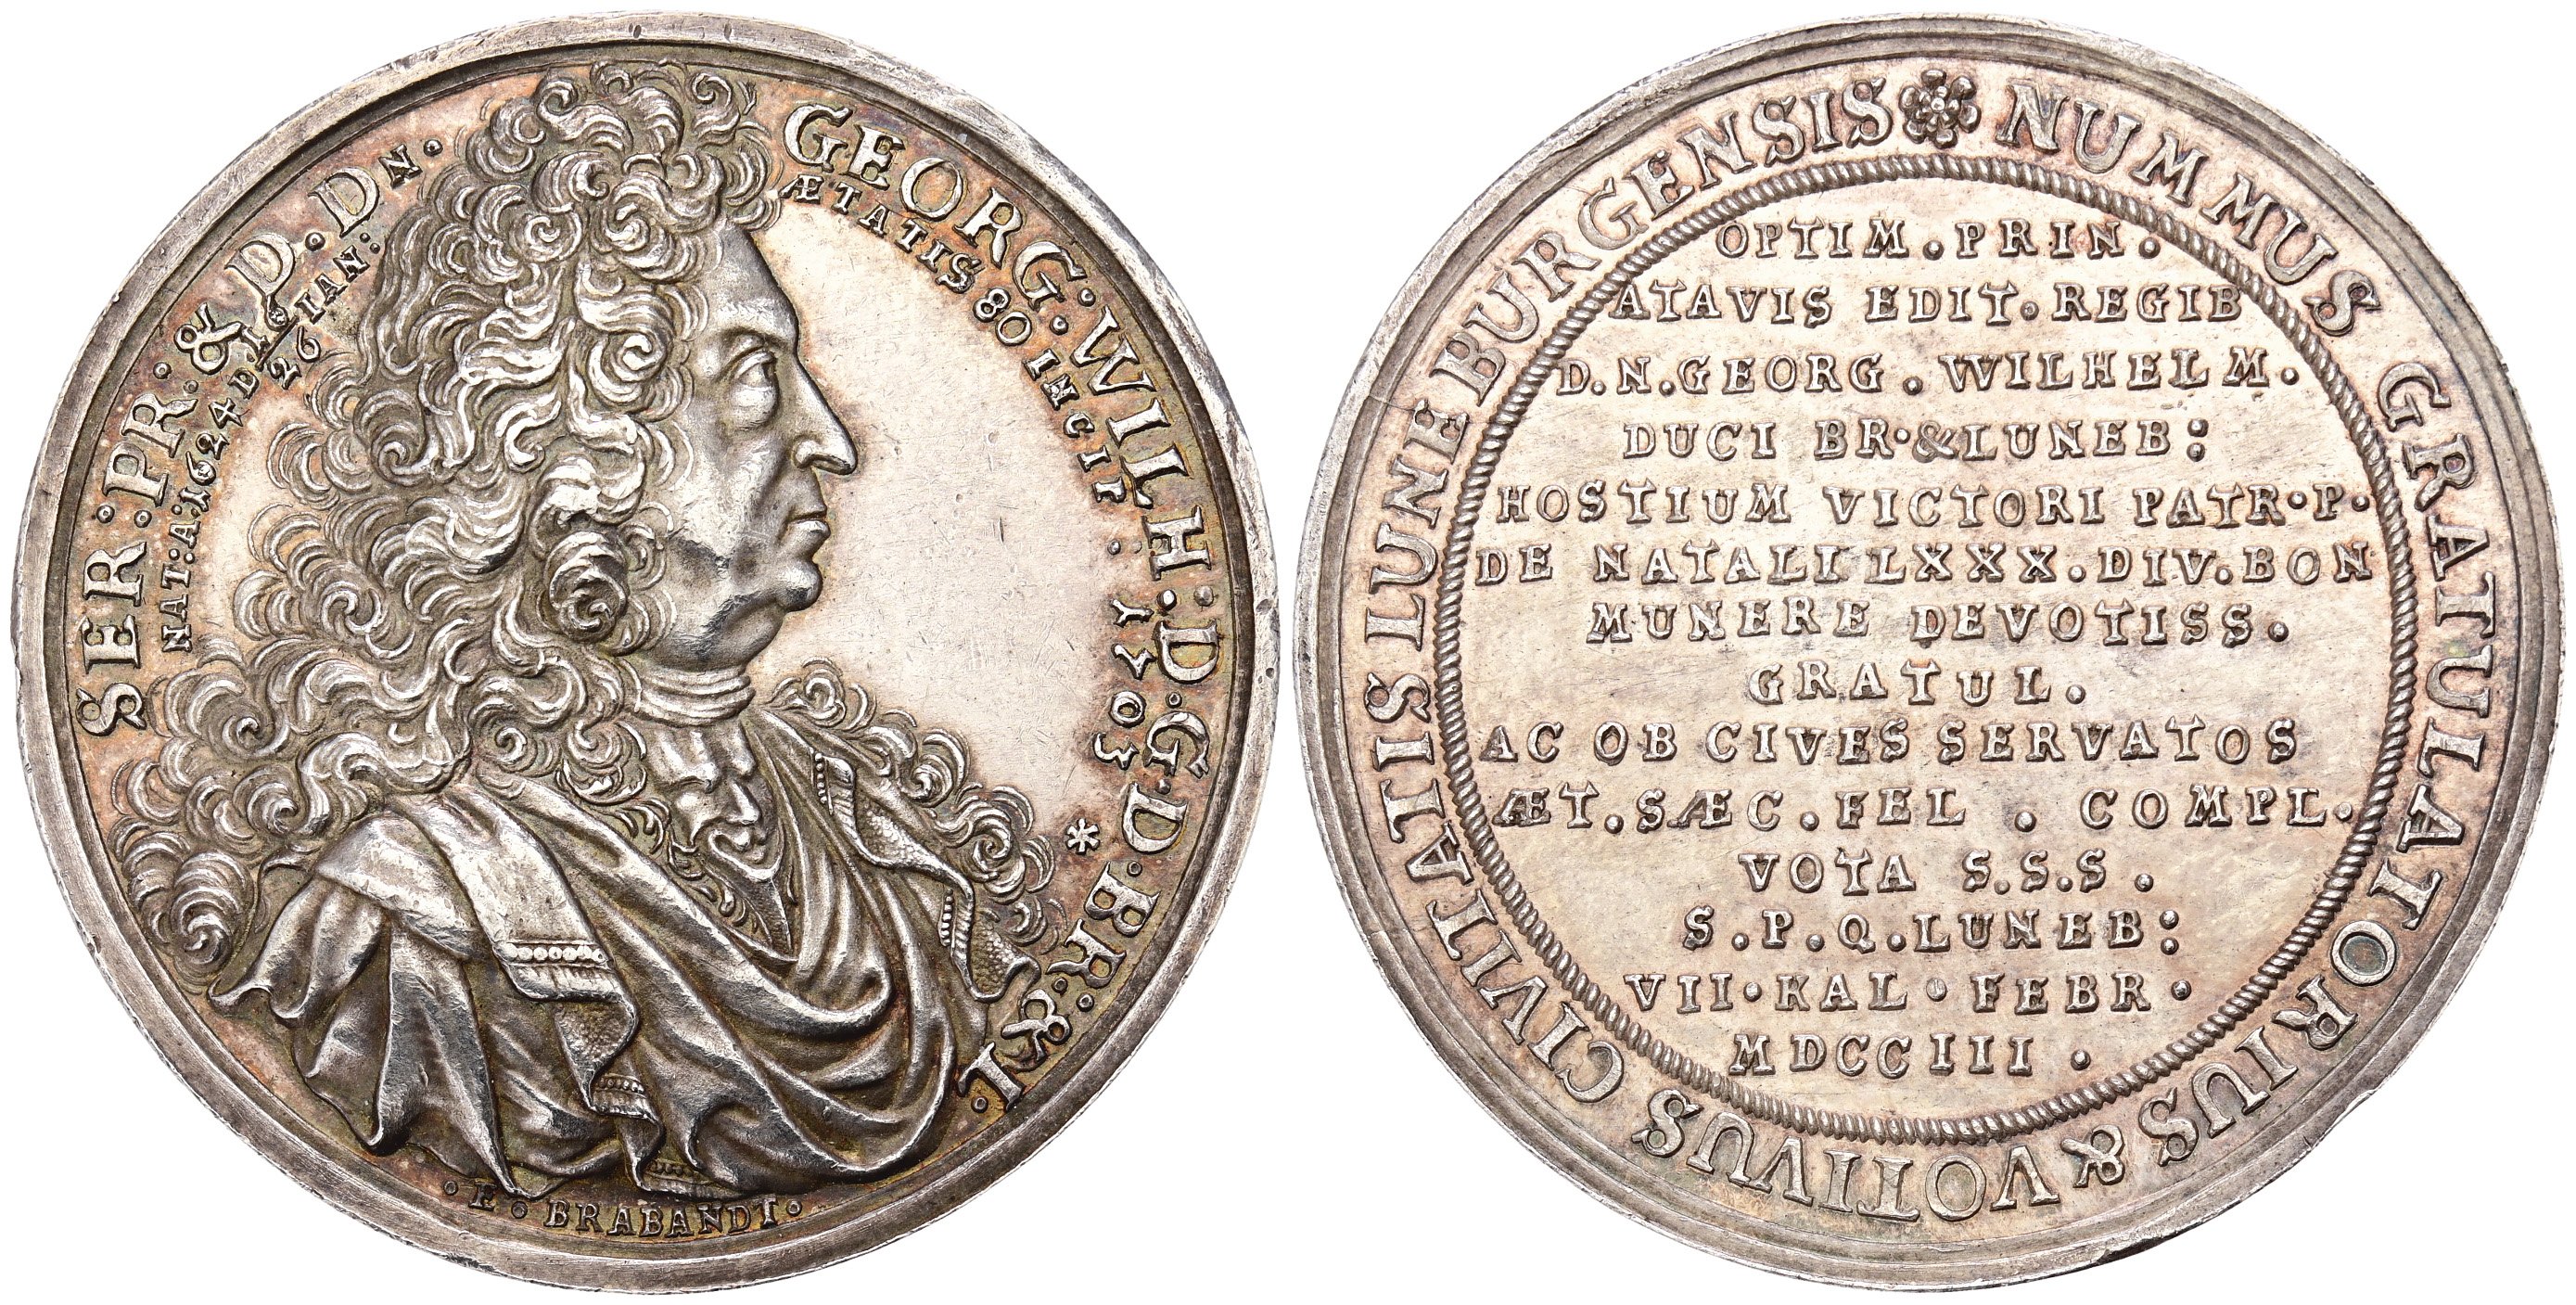 SER: PR: & D. Dn. GEORG: WILH: D. G. D. BR: & L.
NAT: A: 1624 D 16/26 IAN: ÆTATIS 80 INCIP: 1703 *
• E • BRABANDT •
NUMMUS GRATULATORIUS & VOTIVUS CIVITATIS LUNEBURGENSIS
OPTIM . PRIN .
ATAVIS EDIT. REGIB
D.N. GEORG . WILHELM .
DUCI BR·&LUNEB:
HOSTIUM VICTORI PATR·P·
DE NATALI LXXX . DIV. BON
MUNERE DEVOTISS .
GRATUL .
AC OB CIVES SERVATOS
ÆT. SÆC. FEL . COMPL.
VOTA S.S.S .
S.P.Q. LUNEB:
VII·KAL·FEBR·
MDCCIII .